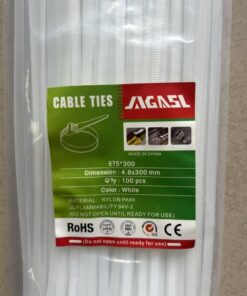 CABLE TIES
JAGASL
MADE IN CHINA
ET5*300
Dimension : 4.8x300 mm
Q'ty : 100 pcs
Color : White
MATERIAL : NYLON PA66
UL FLAMMABILITY 94V-2
(DO NOT OPEN UNTIL READY FOR USE)
RoHS
CE
(Do not open until ready for use)